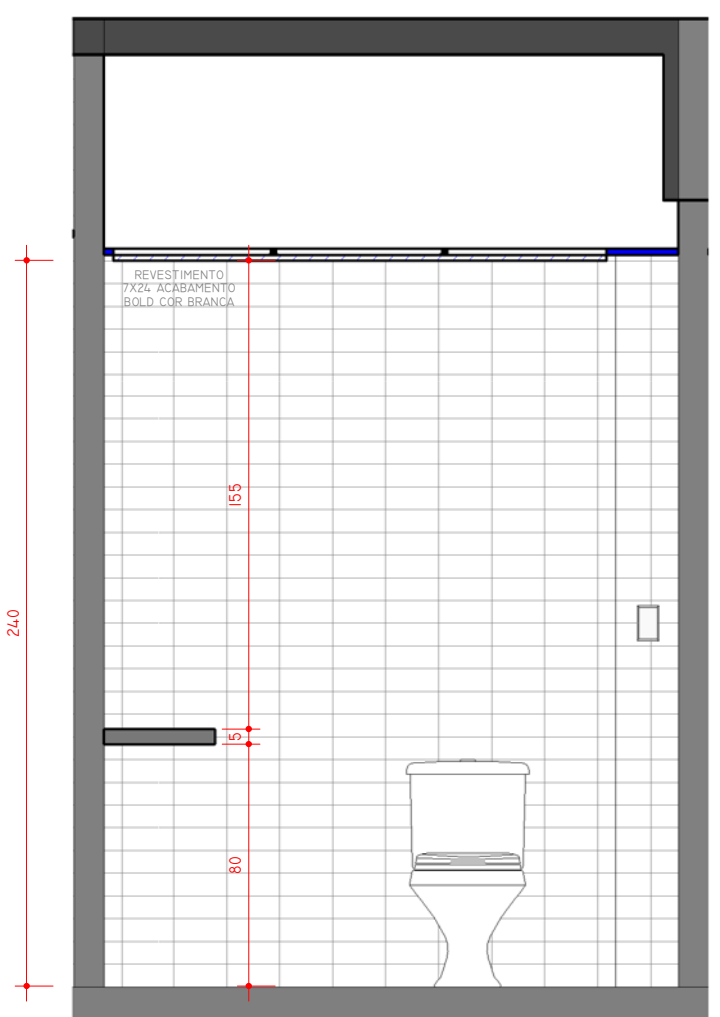 REVESTIMENTO
7X24 ACABAMENTO
BOLD COR BRANCA
155
240
5
80